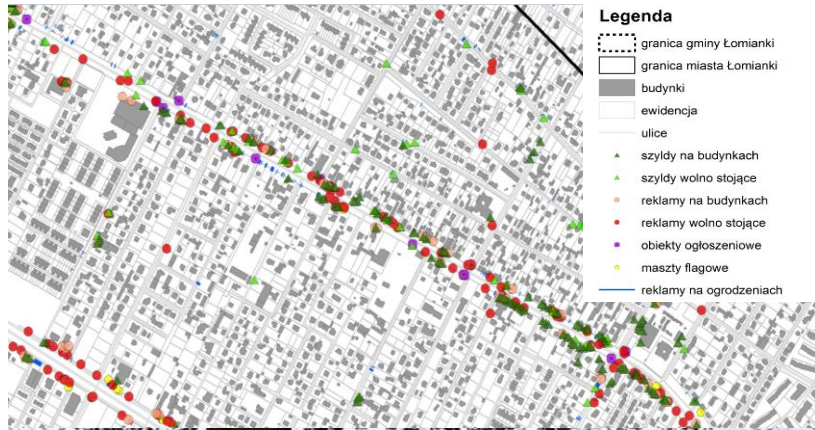 Legenda
granica gminy Łomianki
granica miasta Łomianki
budynki
ewidencja
ulice
szyldy na budynkach
szyldy wolno stojące
reklamy na budynkach
reklamy wolno stojące
obiekty ogłoszeniowe
maszty flagowe
reklamy na ogrodzeniach